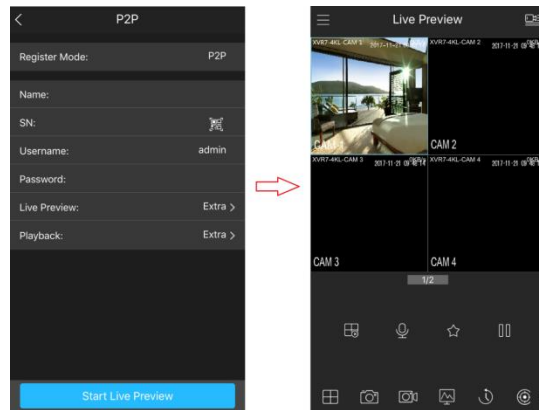 P2P
Register Mode: P2P
Name:
SN:
Username: admin
Password:
Live Preview: Extra >
Playback: Extra >
Start Live Preview
Live Preview
XVR7-4KL-CAM 1
XVR7-4KL-CAM 2
CAM 1
CAM 2
XVR7-4KL-CAM 3
XVR7-4KL-CAM 4
CAM 3
CAM 4
1/2